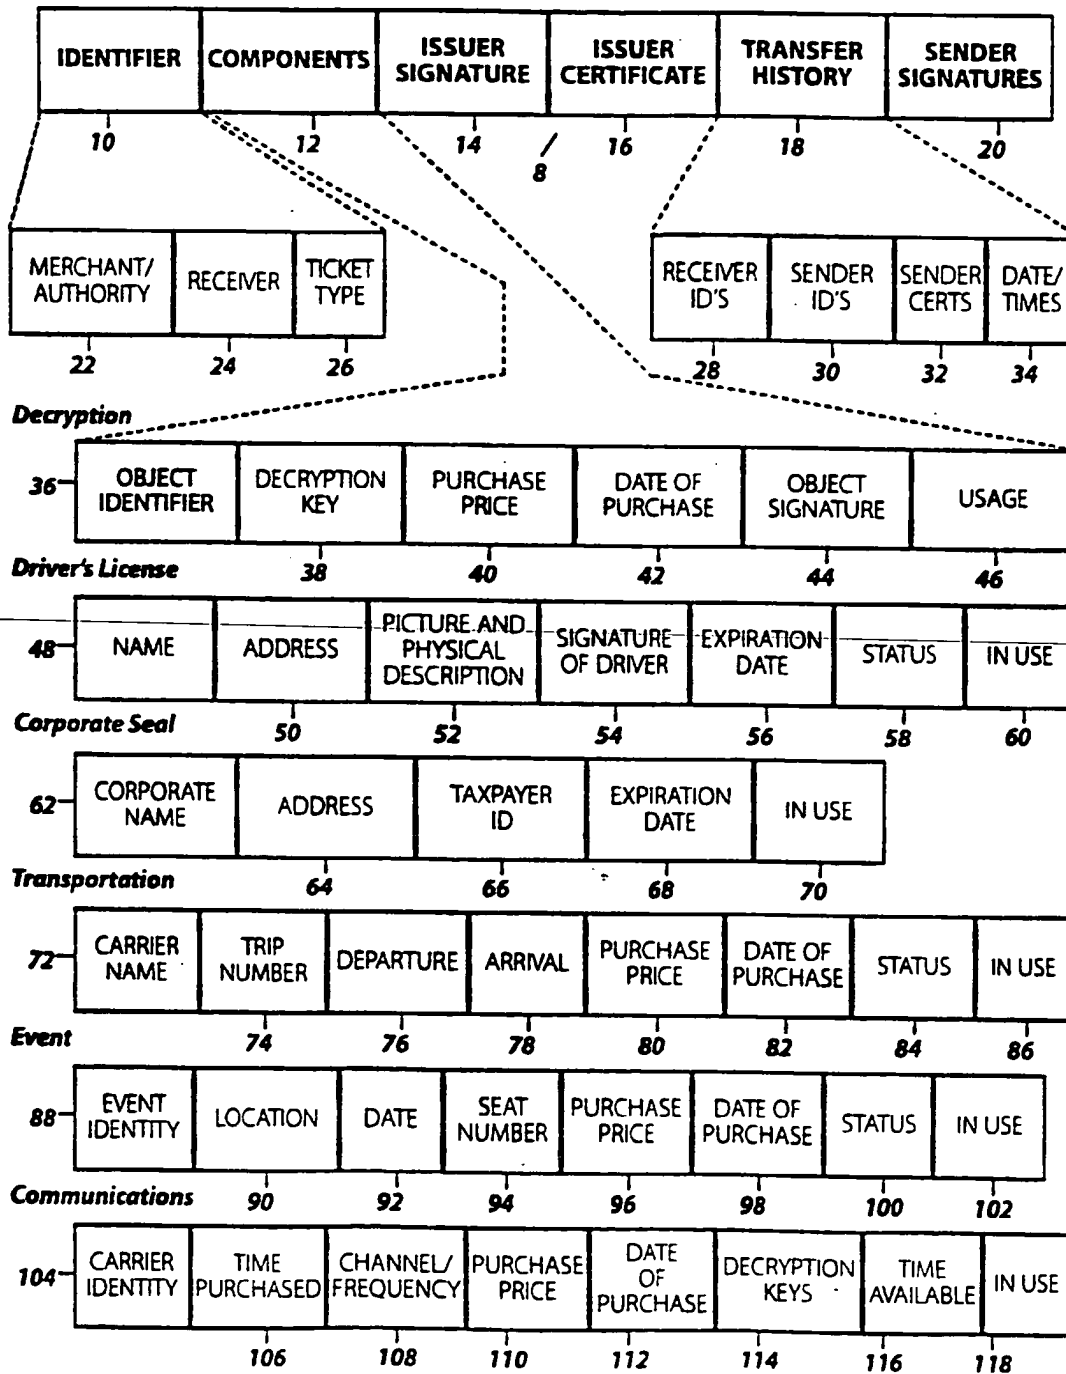 IDENTIFIER
COMPONENTS
ISSUER
SIGNATURE
ISSUER
CERTIFICATE
TRANSFER
HISTORY
SENDER
SIGNATURES
10
12
14
8
16
18
20
MERCHANT/
AUTHORITY
RECEIVER
TICKET
TYPE
RECEIVER
ID'S
SENDER
ID'S
SENDER
CERTS
DATE/
TIMES
22
24
26
28
30
32
34
Decryption
36
OBJECT
IDENTIFIER
DECRYPTION
KEY
PURCHASE
PRICE
DATE OF
PURCHASE
OBJECT
SIGNATURE
USAGE
38
40
42
44
46
Driver's License
48
NAME
ADDRESS
PICTURE AND
PHYSICAL
DESCRIPTION
SIGNATURE
OF DRIVER
EXPIRATION
DATE
STATUS
IN USE
50
52
54
56
58
60
Corporate Seal
62
CORPORATE
NAME
ADDRESS
TAXPAYER
ID
EXPIRATION
DATE
IN USE
64
66
68
70
Transportation
72
CARRIER
NAME
TRIP
NUMBER
DEPARTURE
ARRIVAL
PURCHASE
PRICE
DATE OF
PURCHASE
STATUS
IN USE
74
76
78
80
82
84
86
Event
88
EVENT
IDENTITY
LOCATION
DATE
SEAT
NUMBER
PURCHASE
PRICE
DATE OF
PURCHASE
STATUS
IN USE
90
92
94
96
98
100
102
Communications
104
CARRIER
IDENTITY
TIME
PURCHASED
CHANNEL/
FREQUENCY
PURCHASE
PRICE
DATE
OF
PURCHASE
DECRYPTION
KEYS
TIME
AVAILABLE
IN USE
106
108
110
112
114
116
118